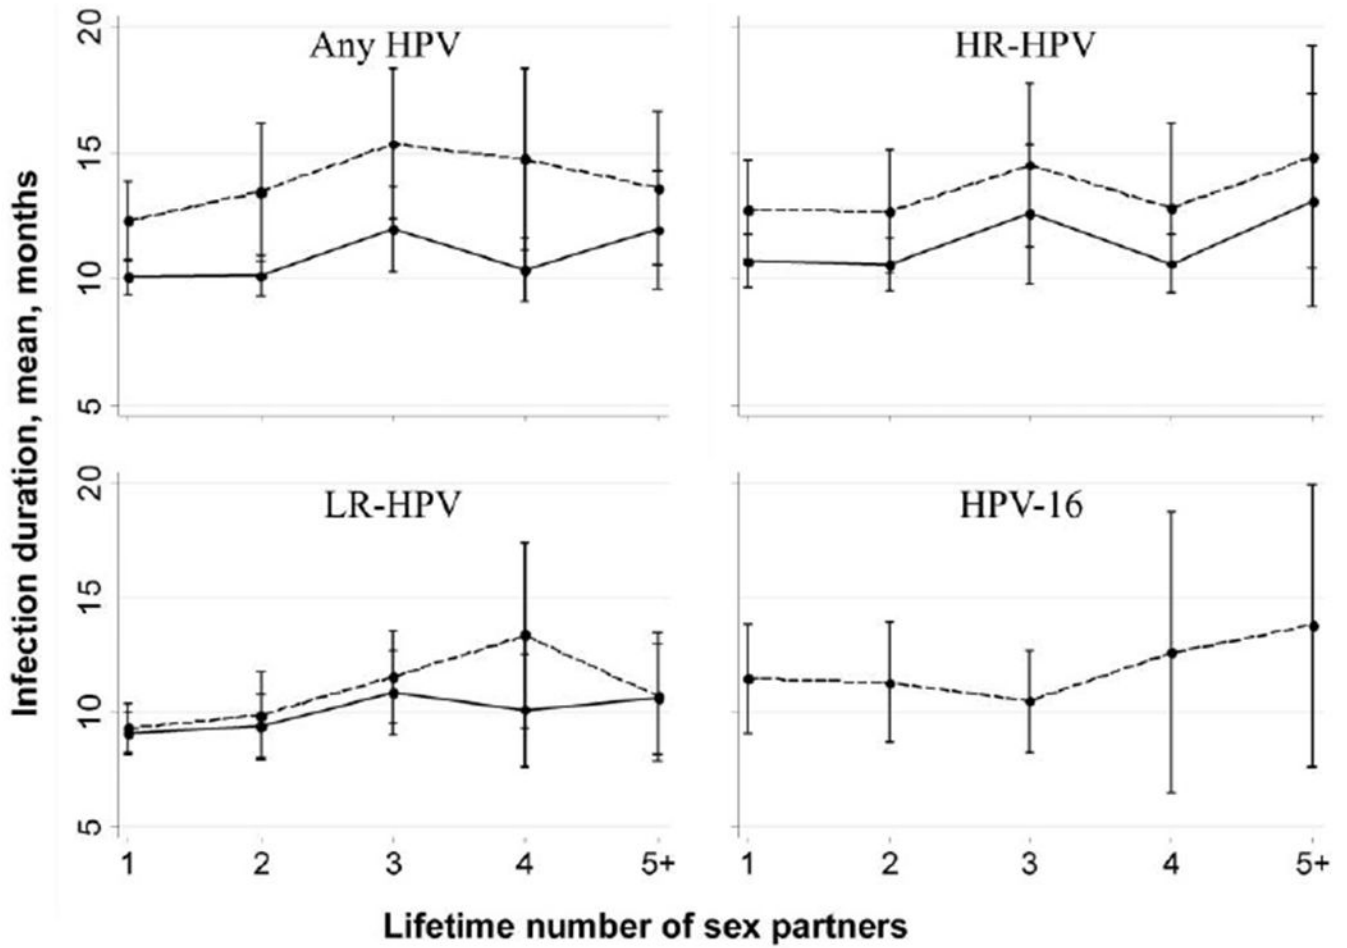 Any HPV
HR-HPV
20
15
10
5
LR-HPV
HPV-16
20
15
10
5
1 2 3 4 5+
1 2 3 4 5+
Infection duration, mean, months
Lifetime number of sex partners